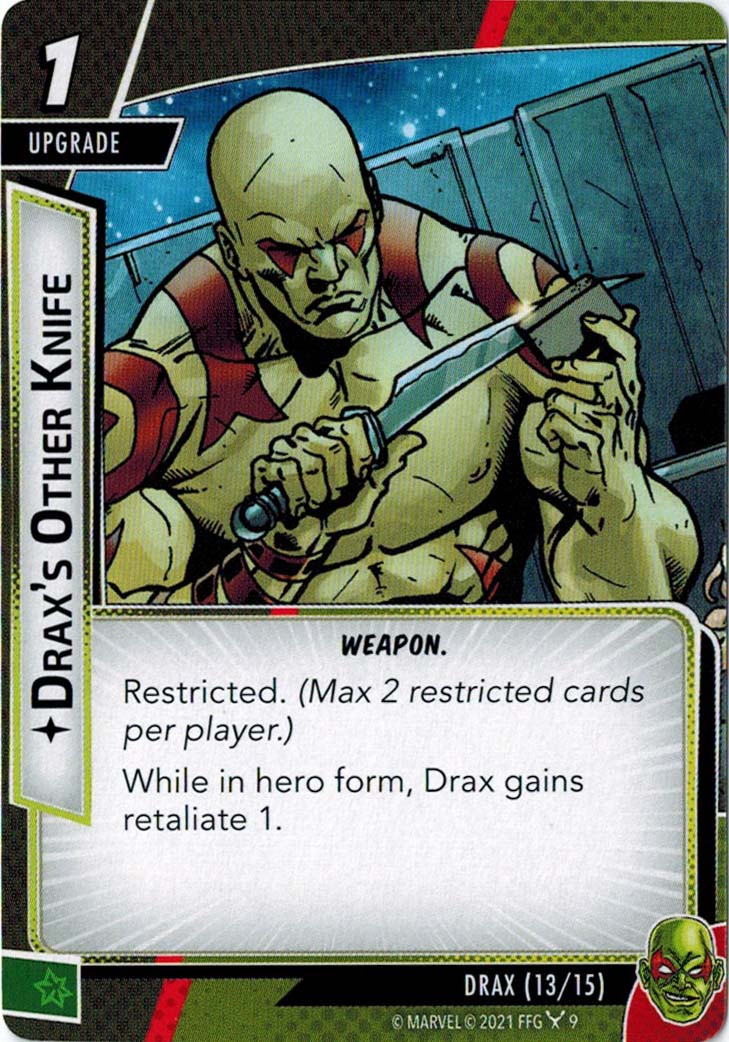 1
UPGRADE
DRAX'S OTHER KNIFE
WEAPON.
Restricted. (Max 2 restricted cards
per player.)
While in hero form, Drax gains
retaliate 1.
DRAX (13/15)
© MARVEL © 2021 FFG 9